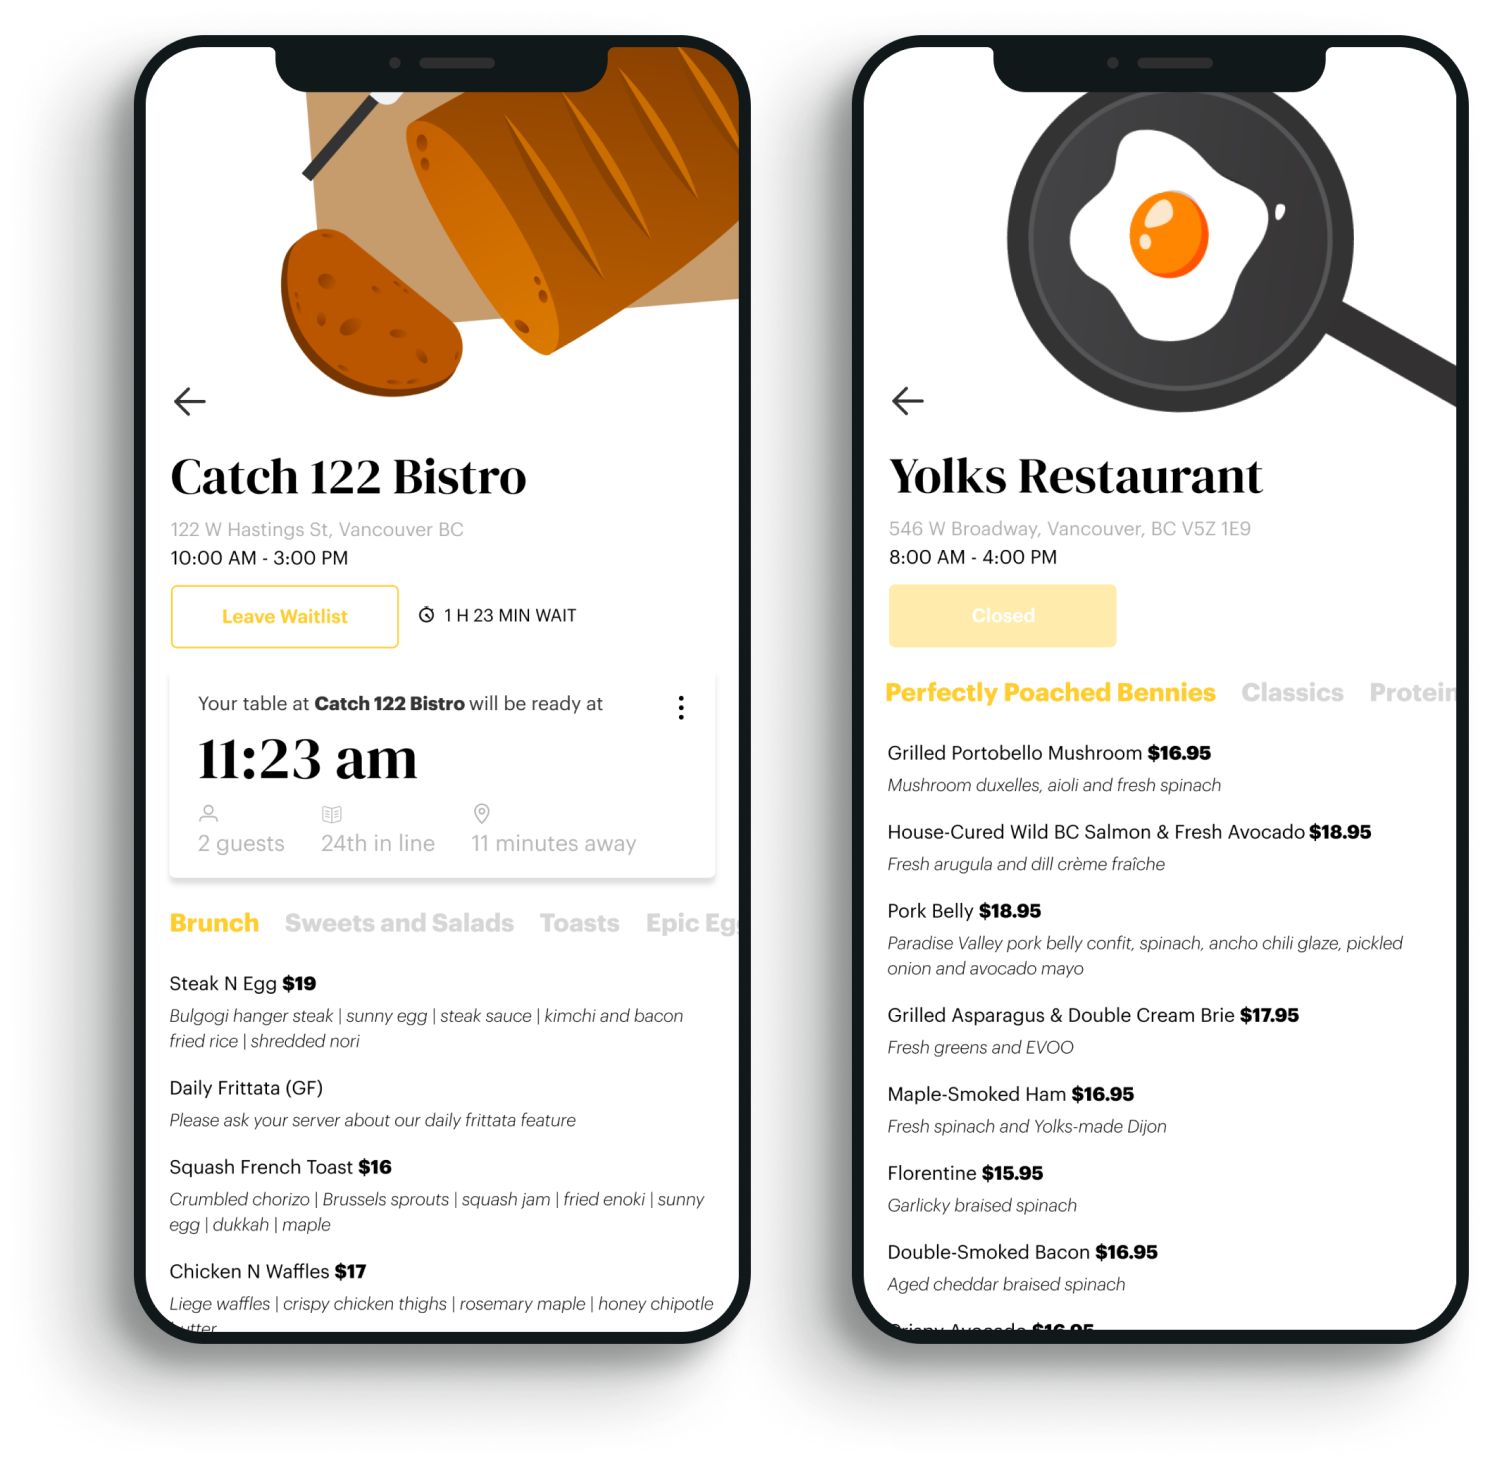 Catch 122 Bistro
122 W Hastings St, Vancouver BC
10:00 AM - 3:00 PM
Leave Waitlist
1 H 23 MIN WAIT
Your table at Catch 122 Bistro will be ready at
11:23 am
2 guests
24th in line
11 minutes away
Brunch Sweets and Salads Toasts Epic Eg
Steak N Egg $19
Bulgogi hanger steak | sunny egg | steak sauce | kimchi and bacon
fried rice | shredded nori
Daily Frittata (GF)
Please ask your server about our daily frittata feature
Squash French Toast $16
Crumbled chorizo | Brussels sprouts | squash jam | fried enoki | sunny
egg | dukkah | maple
Chicken N Waffles $17
Liege waffles | crispy chicken thighs | rosemary maple | honey chipotle
butter
Yolks Restaurant
546 W Broadway, Vancouver, BC V5Z 1E9
8:00 AM - 4:00 PM
Closed
Perfectly Poached Bennies Classics Protein
Grilled Portobello Mushroom $16.95
Mushroom duxelles, aioli and fresh spinach
House-Cured Wild BC Salmon & Fresh Avocado $18.95
Fresh arugula and dill crème fraîche
Pork Belly $18.95
Paradise Valley pork belly confit, spinach, ancho chili glaze, pickled
onion and avocado mayo
Grilled Asparagus & Double Cream Brie $17.95
Fresh greens and EVOO
Maple-Smoked Ham $16.95
Fresh spinach and Yolks-made Dijon
Florentine $15.95
Garlicky braised spinach
Double-Smoked Bacon $16.95
Aged cheddar braised spinach
Crispy Avocado $16.95